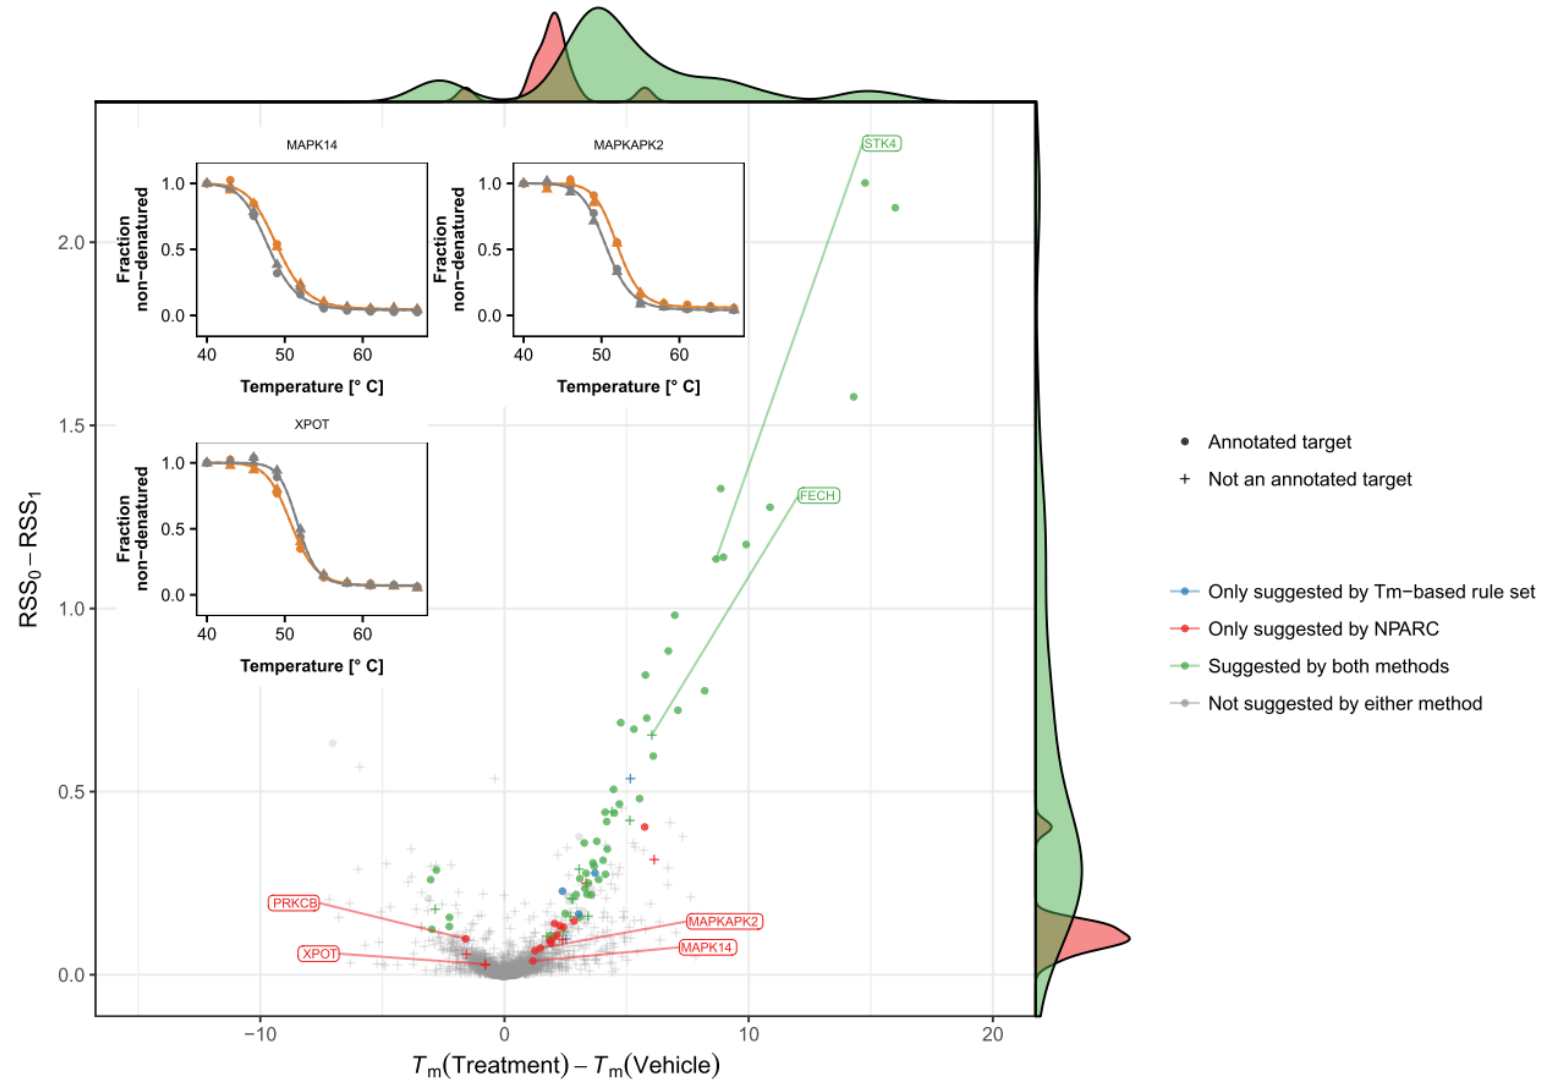 MAPK14
MAPKAPK2
STK4
Fraction
non−denatured
1.0
0.5
0.0
40 50 60
Temperature [° C]
Fraction
non−denatured
1.0
0.5
0.0
40 50 60
Temperature [° C]
XPOT
Fraction
non−denatured
1.0
0.5
0.0
40 50 60
Temperature [° C]
FECH
PRKCB
XPOT
MAPKAPK2
MAPK14
RSS0 − RSS1
2.0
1.5
1.0
0.5
0.0
−10 0 10 20
Tm(Treatment) − Tm(Vehicle)
Annotated target
Not an annotated target
Only suggested by Tm−based rule set
Only suggested by NPARC
Suggested by both methods
Not suggested by either method